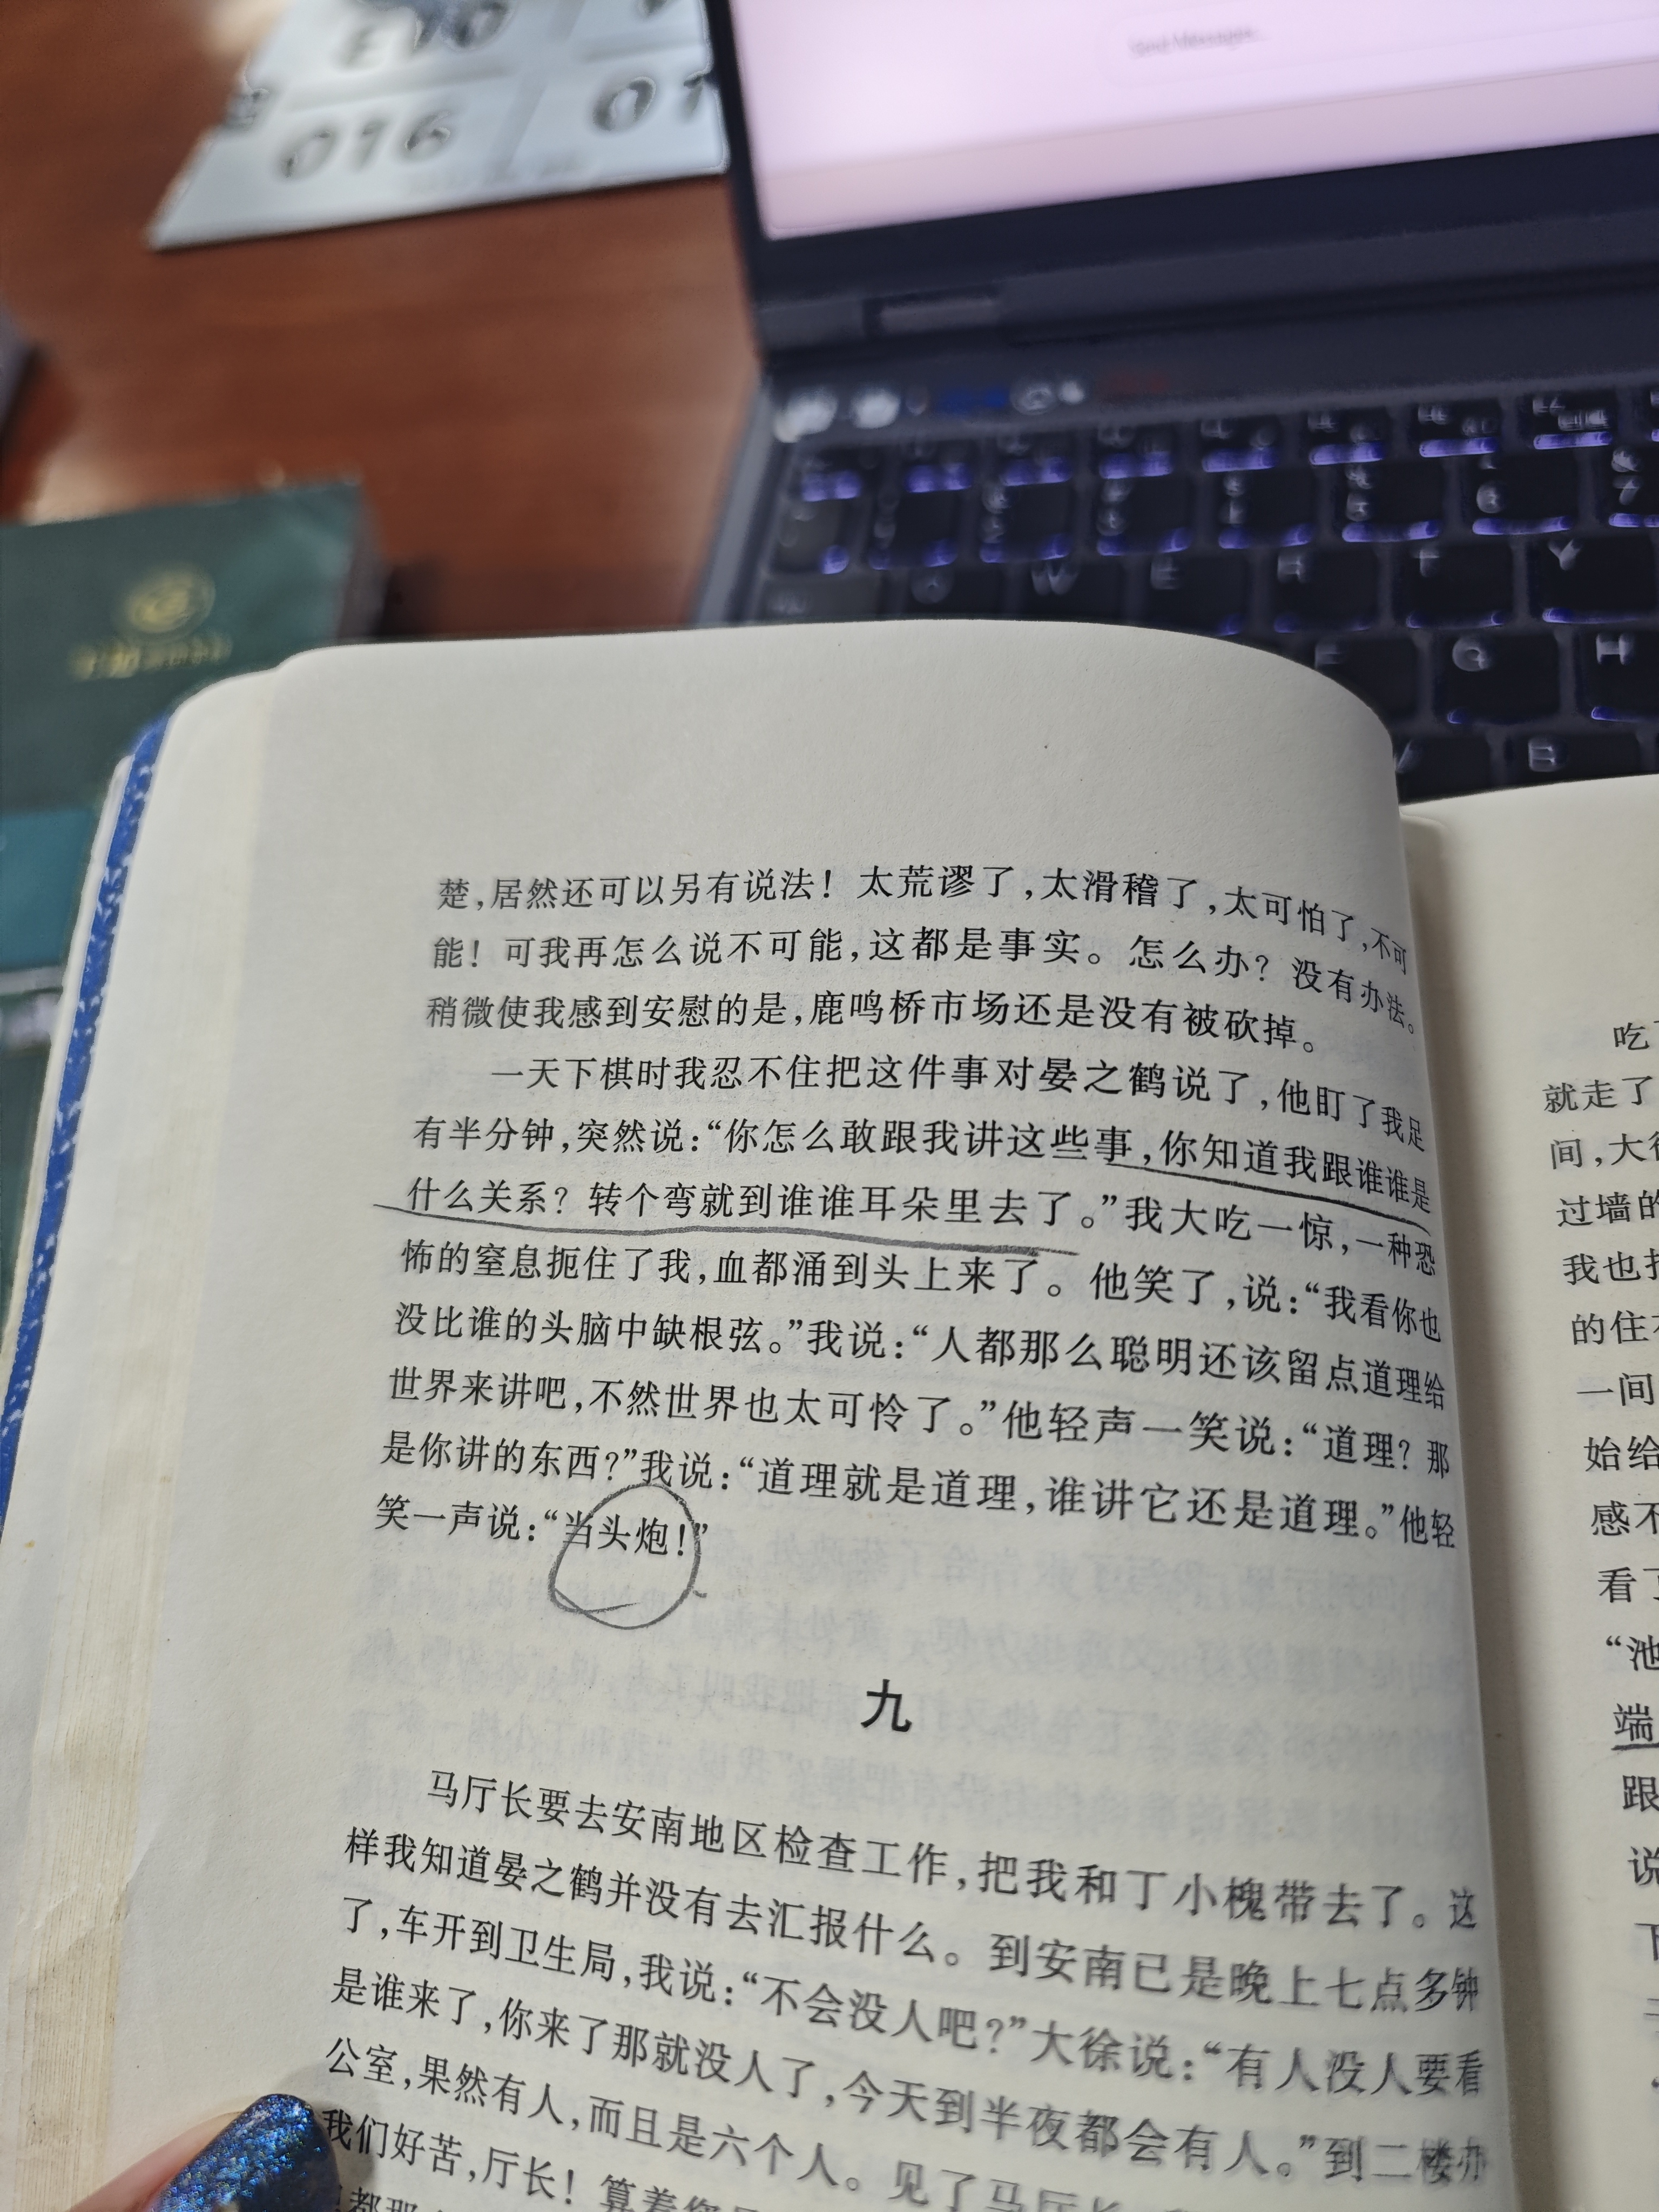 016
Send Message...
楚,居然还可以另有说法!太荒谬了,太滑稽了,太可怕了,不可
能!可我再怎么说不可能,这都是事实。怎么办?没有办法。
稍微使我感到安慰的是,鹿鸣桥市场还是没有被砍掉。
一天下棋时我忍不住把这件事对晏之鹤说了,他盯了我足
有半分钟,突然说:“你怎么敢跟我讲这些事,你知道我跟谁谁是
什么关系?转个弯就到谁谁耳朵里去了。”我大吃一惊,一种恐
怖的窒息扼住了我,血都涌到头上来了。他笑了,说:“我看你也
没比谁的头脑中缺根弦。”我说:“人都那么聪明还该留点道理给
世界来讲吧,不然世界也太可怜了。”他轻声一笑说:“道理?那
是你讲的东西?”我说:“道理就是道理,谁讲它还是道理。”他轻
笑一声说:“当头炮!”
九
马厅长要去安南地区检查工作,把我和丁小槐带去了。这
样我知道晏之鹤并没有去汇报什么。到安南已是晚上七点多钟
了,车开到卫生局,我说:“不会没人吧?”大徐说:“有人没人要看
是谁来了,你来了那就没人了,今天到半夜都会有人。”到二楼办
公室,果然有人,而且是六个人。见了马厅长
我们好苦,厅长!算着您
吃
就走了
间,大徐
过墙的
我也
的住
一间
始给
感不
看了
“池
端
跟
说
W
E
R
T
Y
G
H
B